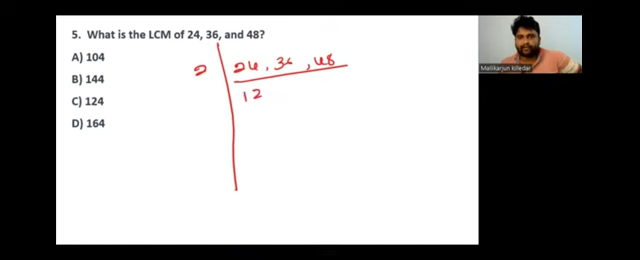 5. What is the LCM of 24, 36, and 48?
A) 104
B) 144
C) 124
D) 164
2 24, 36, 48
12
Mallikarjun killedar